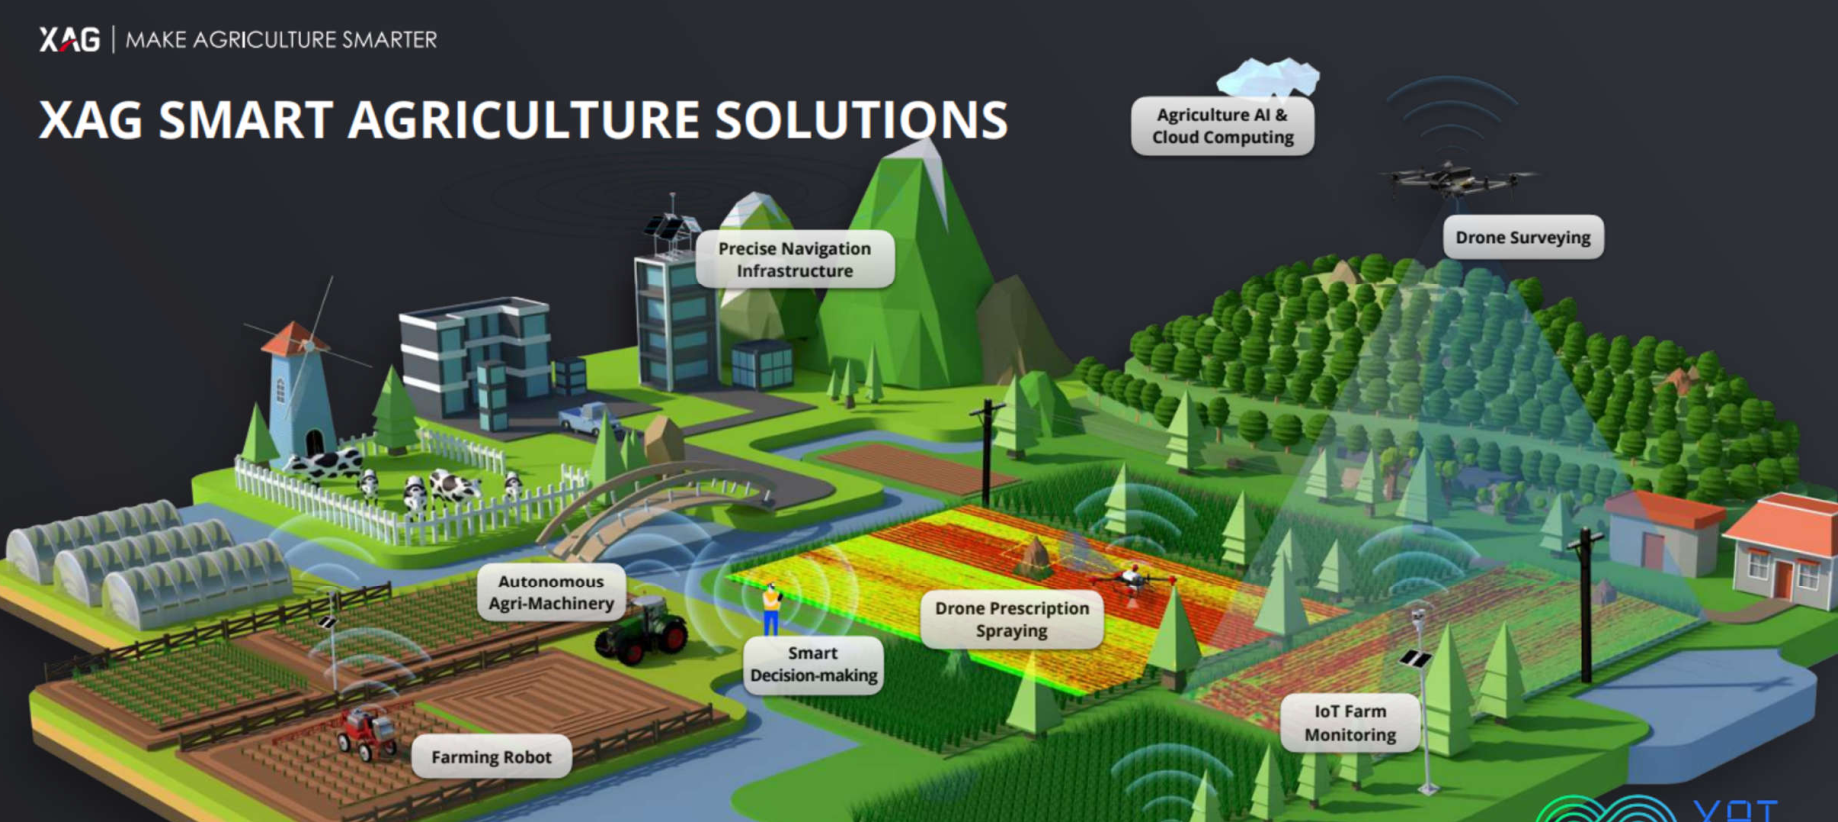 XAG | MAKE AGRICULTURE SMARTER
XAG SMART AGRICULTURE SOLUTIONS
Agriculture AI &
Cloud Computing
Drone Surveying
Precise Navigation
Infrastructure
Autonomous
Agri-Machinery
Drone Prescription
Spraying
Smart
Decision-making
IoT Farm
Monitoring
Farming Robot